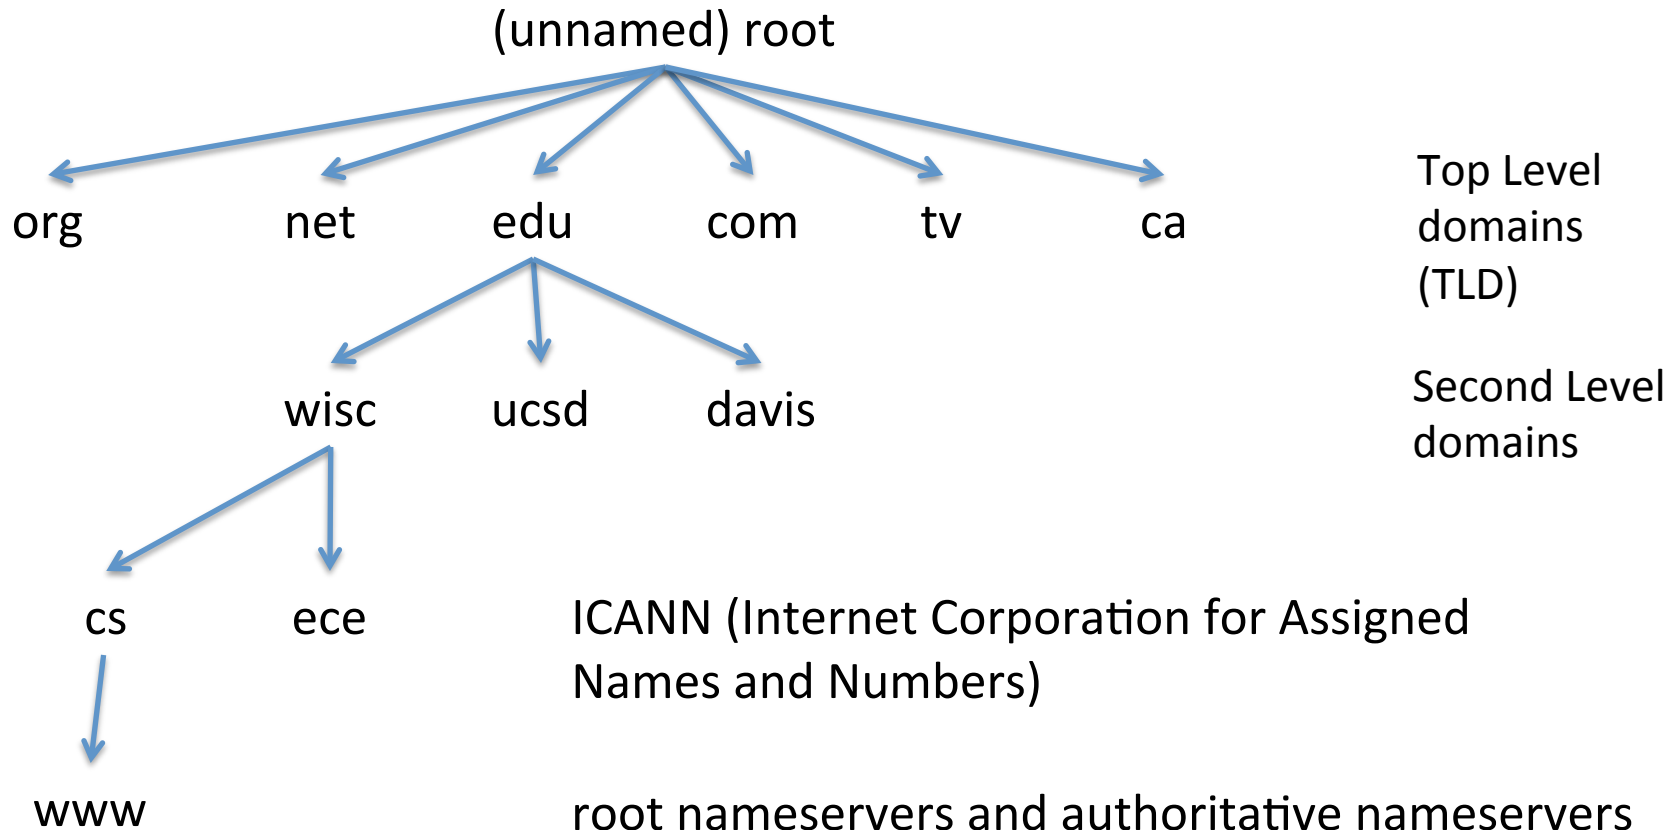 (unnamed) root
org net edu com tv ca
Top Level
domains
(TLD)
wisc ucsd davis
Second Level
domains
cs ece
ICANN (Internet Corporation for Assigned
Names and Numbers)
www
root nameservers and authoritative nameservers